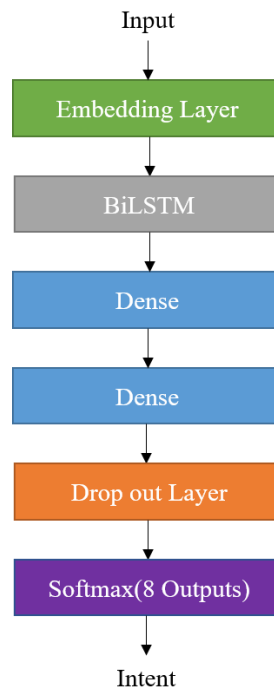 Input
Embedding Layer
BiLSTM
Dense
Dense
Drop out Layer
Softmax(8 Outputs)
Intent